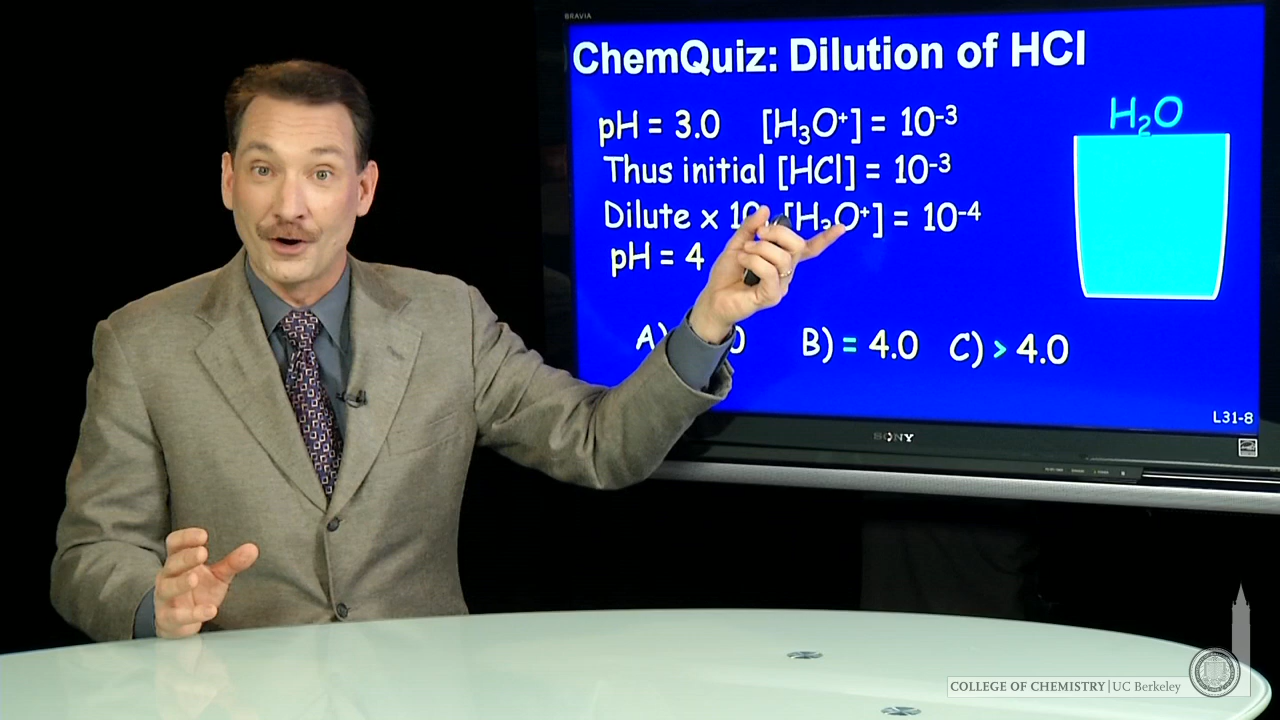 BRAVIA
ChemQuiz: Dilution of HCl
H₂O
pH = 3.0 [H₃O⁺] = 10⁻³
Thus initial [HCl] = 10⁻³
Dilute x 10, [H₃O⁺] = 10⁻⁴
pH = 4
A) 0 B) = 4.0 C) > 4.0
L31-8
SONY
COLLEGE OF CHEMISTRY | UC Berkeley